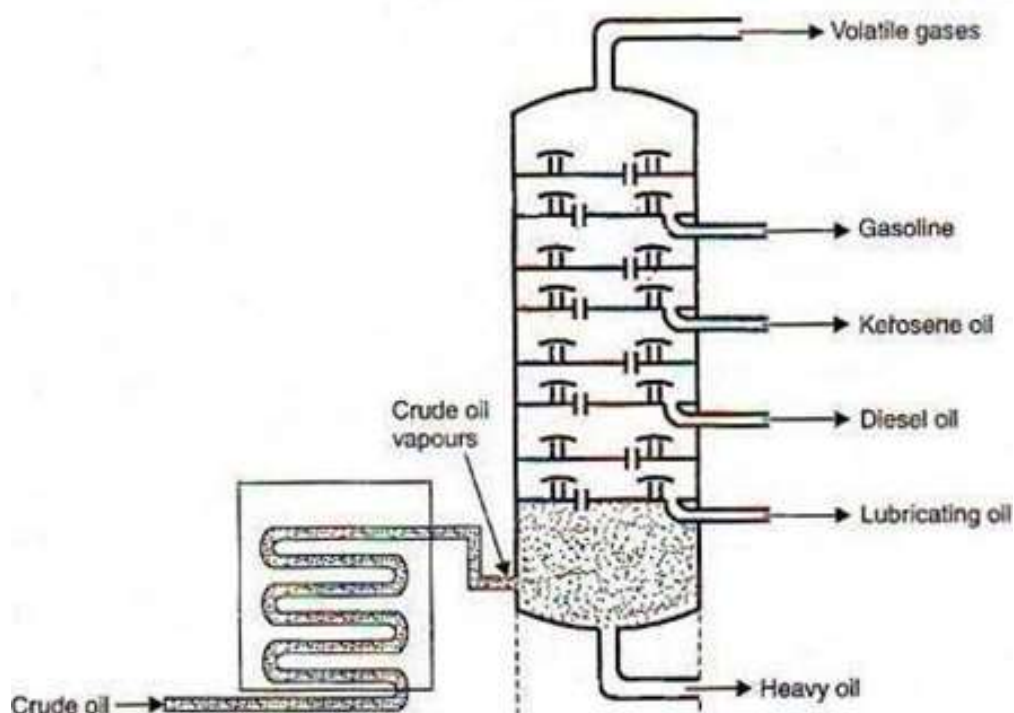 Volatile gases
Gasoline
Kerosene oil
Diesel oil
Crude oil
vapours
Lubricating oil
Heavy oil
Crude oil